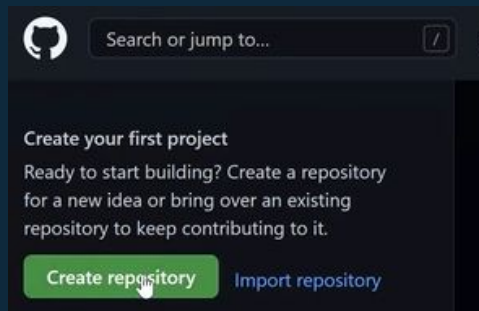 Search or jump to... /
Create your first project
Ready to start building? Create a repository
for a new idea or bring over an existing
repository to keep contributing to it.
Create repository Import repository